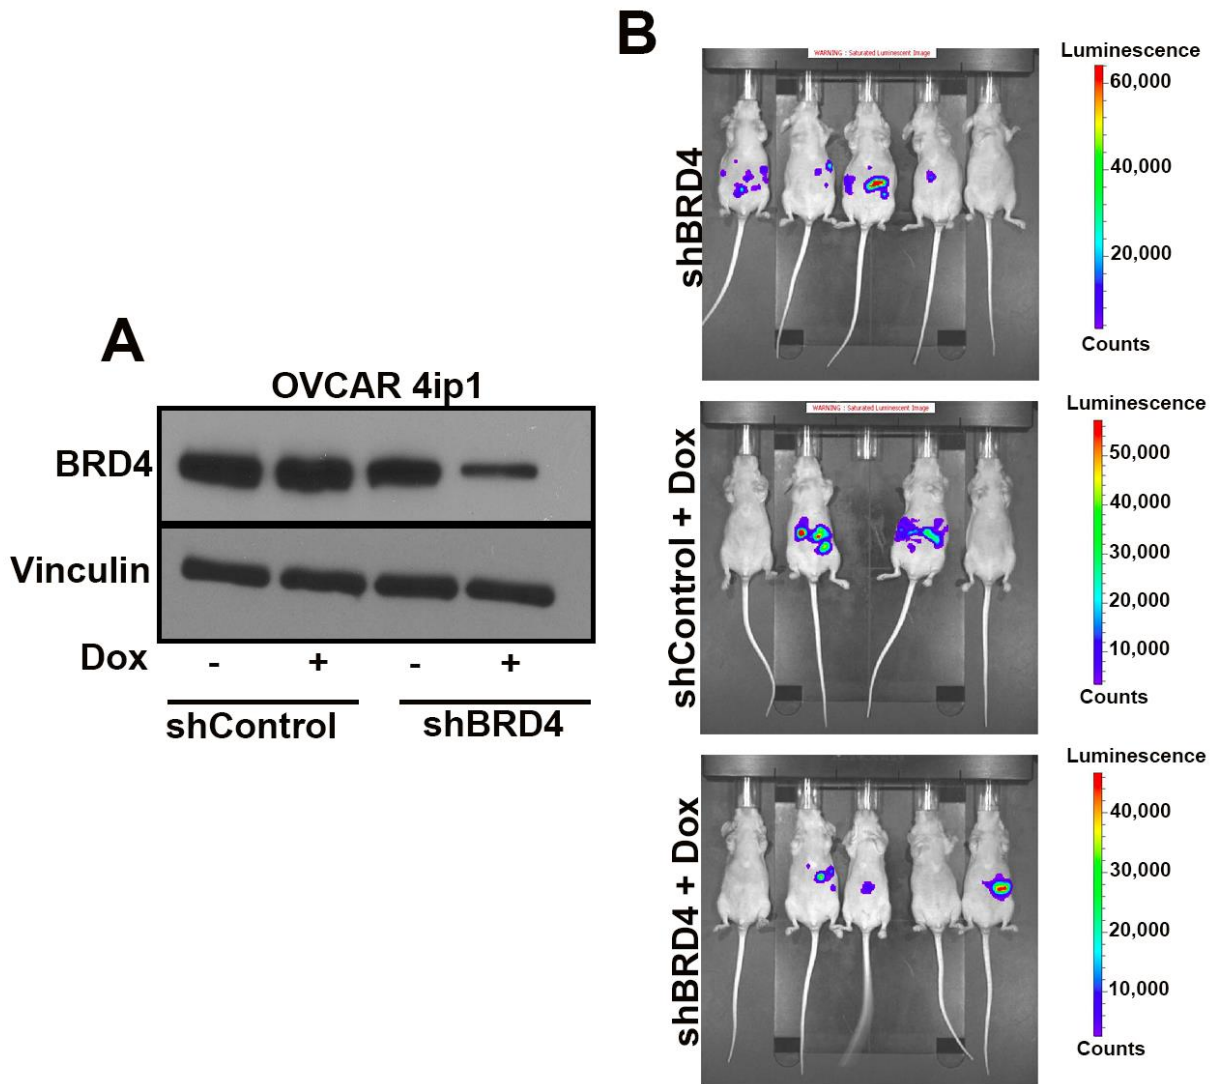 A
OVCAR 4ip1
BRD4
Vinculin
Dox - + - +
shControl shBRD4
B
shBRD4
WARNING : Saturated Luminescent Image
Luminescence
60,000
40,000
20,000
Counts
shControl + Dox
WARNING : Saturated Luminescent Image
Luminescence
50,000
40,000
30,000
20,000
10,000
Counts
shBRD4 + Dox
Luminescence
40,000
30,000
20,000
10,000
Counts